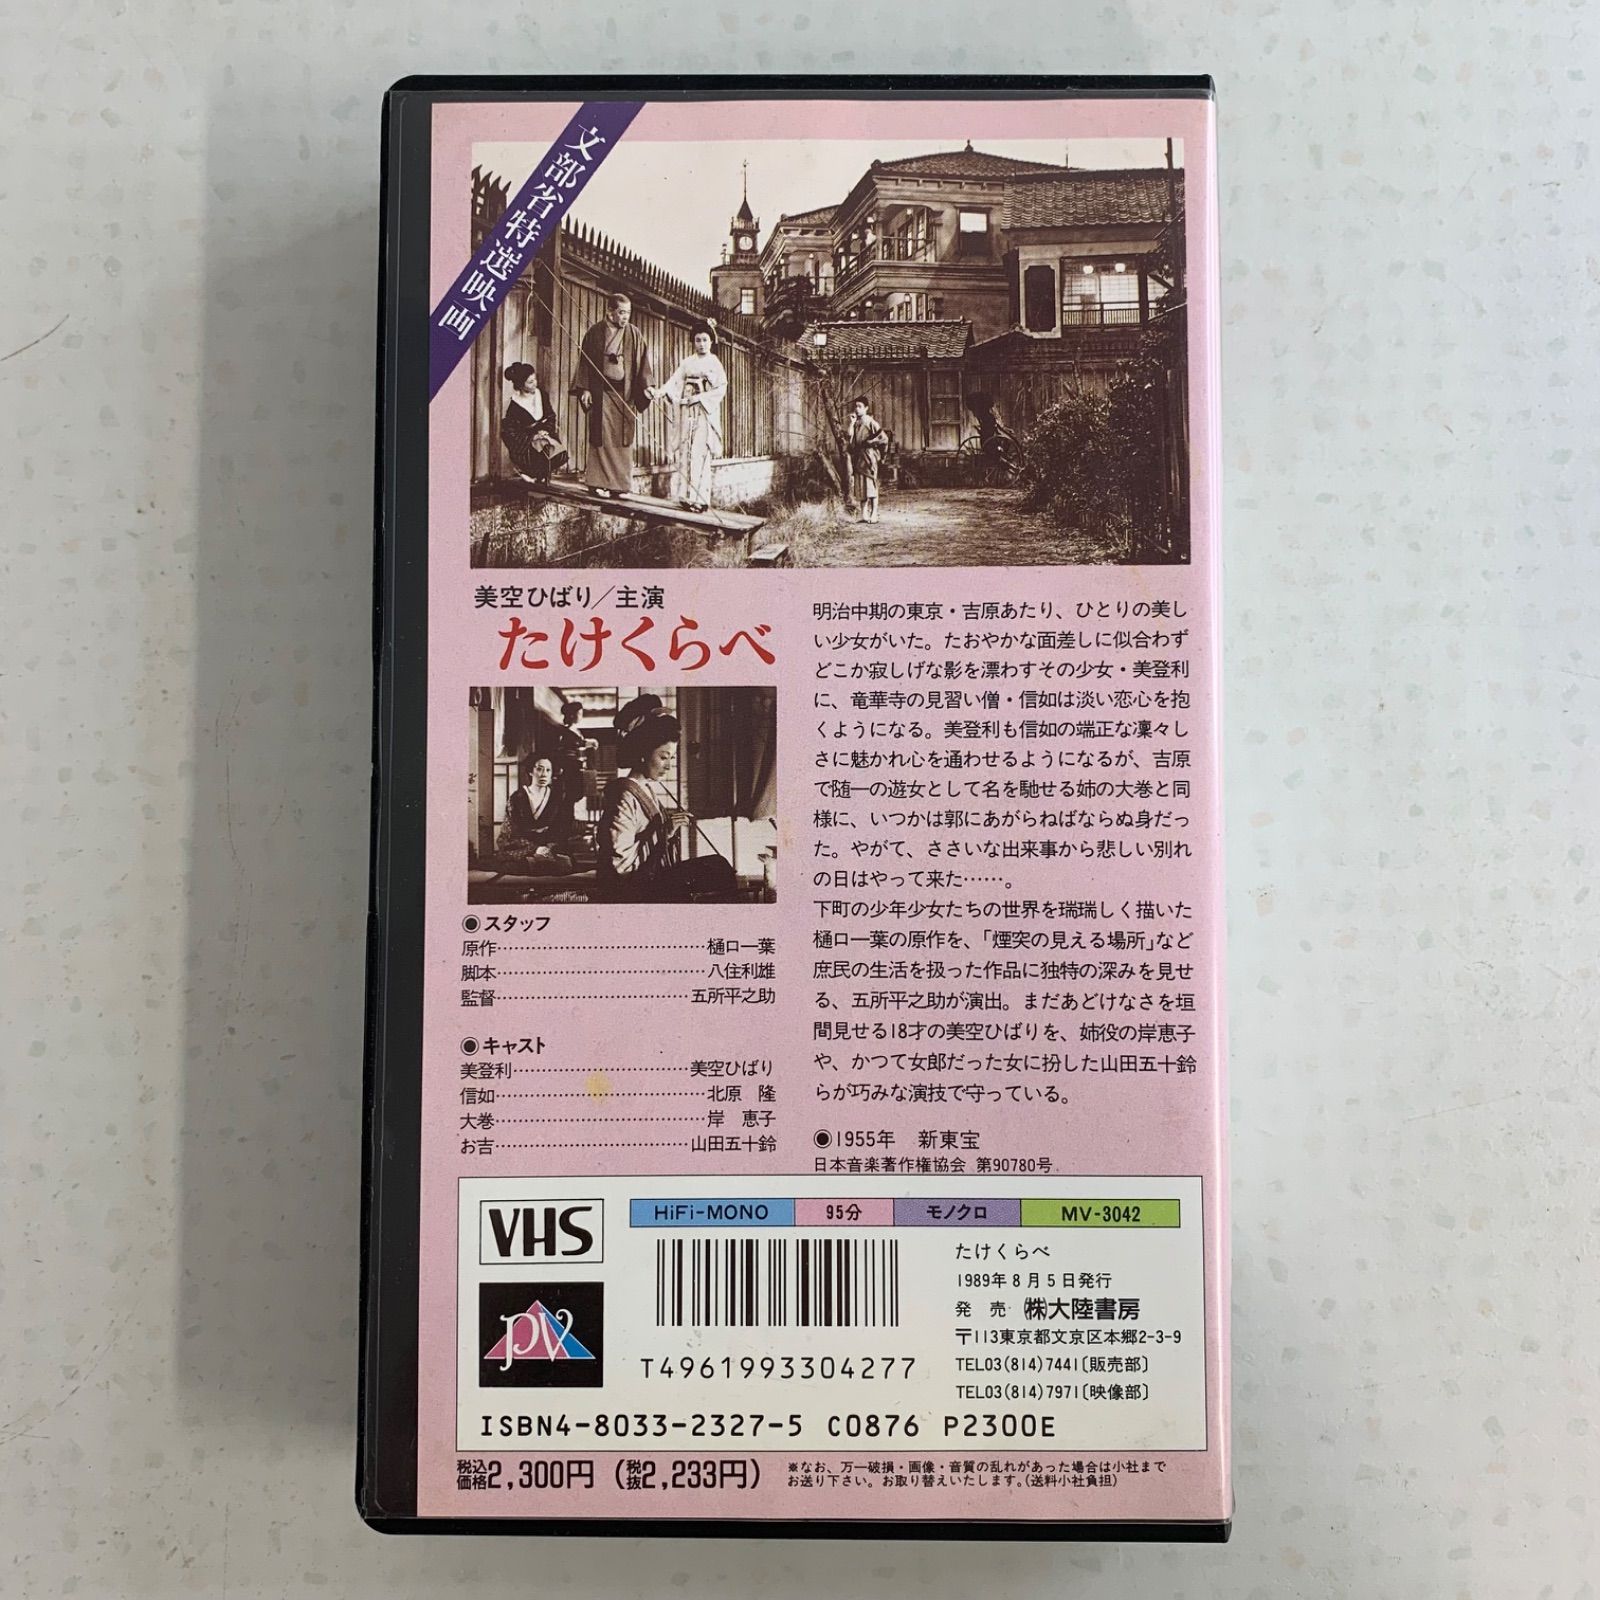 文部省特選映画
美空ひばり/主演
たけくらべ
◉スタッフ
原作……………………………樋口一葉
脚本……………………………八住利雄
監督……………………………五所平之助
◉キャスト
美登利…………………………美空ひばり
信如……………………………北原 隆
大巻……………………………岸 恵子
お吉……………………………山田五十鈴
明治中期の東京・吉原あたり、ひとりの美し
い少女がいた。たおやかな面差しに似合わず
どこか寂しげな影を漂わすその少女・美登利
に、竜華寺の見習い僧・信如は淡い恋心を抱
くようになる。美登利も信如の端正な凜々し
さに魅かれ心を通わせるようになるが、吉原
で随一の遊女として名を馳せる姉の大巻と同
様に、いつかは郭にあがらねばならぬ身だっ
た。やがて、ささいな出来事から悲しい別れ
の日はやって来た……。
下町の少年少女たちの世界を瑞瑞しく描いた
樋口一葉の原作を、「煙突の見える場所」など
庶民の生活を扱った作品に独特の深みを見せ
る、五所平之助が演出。まだあどけなさを垣
間見せる18才の美空ひばりを、姉役の岸恵子
や、かつて女郎だった女に扮した山田五十鈴
らが巧みな演技で守っている。
◉1955年 新東宝
日本音楽著作権協会 第90780号
VHS
HiFi-MONO 95分 モノクロ MV-3042
PV
T4961993304277
たけくらべ
1989年8月5日発行
発売 ㈱大陸書房
〒113東京都文京区本郷2-3-9
TEL03(814)7441〔販売部〕
TEL03(814)7971〔映像部〕
ISBN4-8033-2327-5 C0876 P2300E
税込価格2,300円 (税抜2,233円)
※なお、万一破損・画像・音質の乱れがあった場合は小社まで
お送り下さい。お取り替えいたします。(送料小社負担)